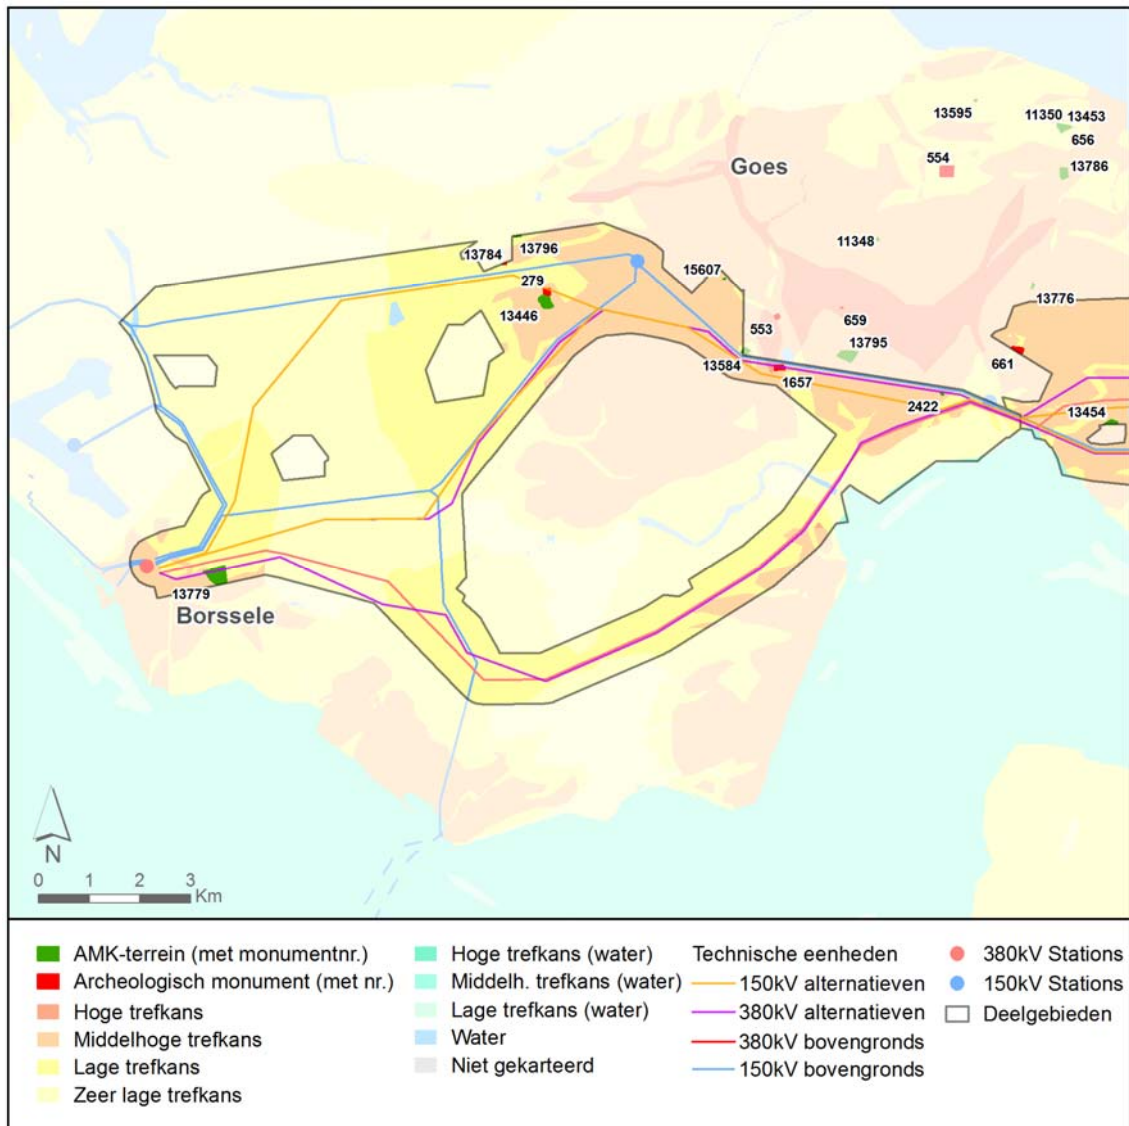 13595
11350 13453
656
554
13786
Goes
11348
13784
13796
279
13446
15607
13776
553
659
13795
661
13584
1657
2422
13454
13779
Borssele
N
0 1 2 3
Km
AMK-terrein (met monumentnr.)
Archeologisch monument (met nr.)
Hoge trefkans
Middelhoge trefkans
Lage trefkans
Zeer lage trefkans
Hoge trefkans (water)
Middelh. trefkans (water)
Lage trefkans (water)
Water
Niet gekarteerd
Technische eenheden
150kV alternatieven
380kV alternatieven
380kV bovengronds
150kV bovengronds
380kV Stations
150kV Stations
Deelgebieden